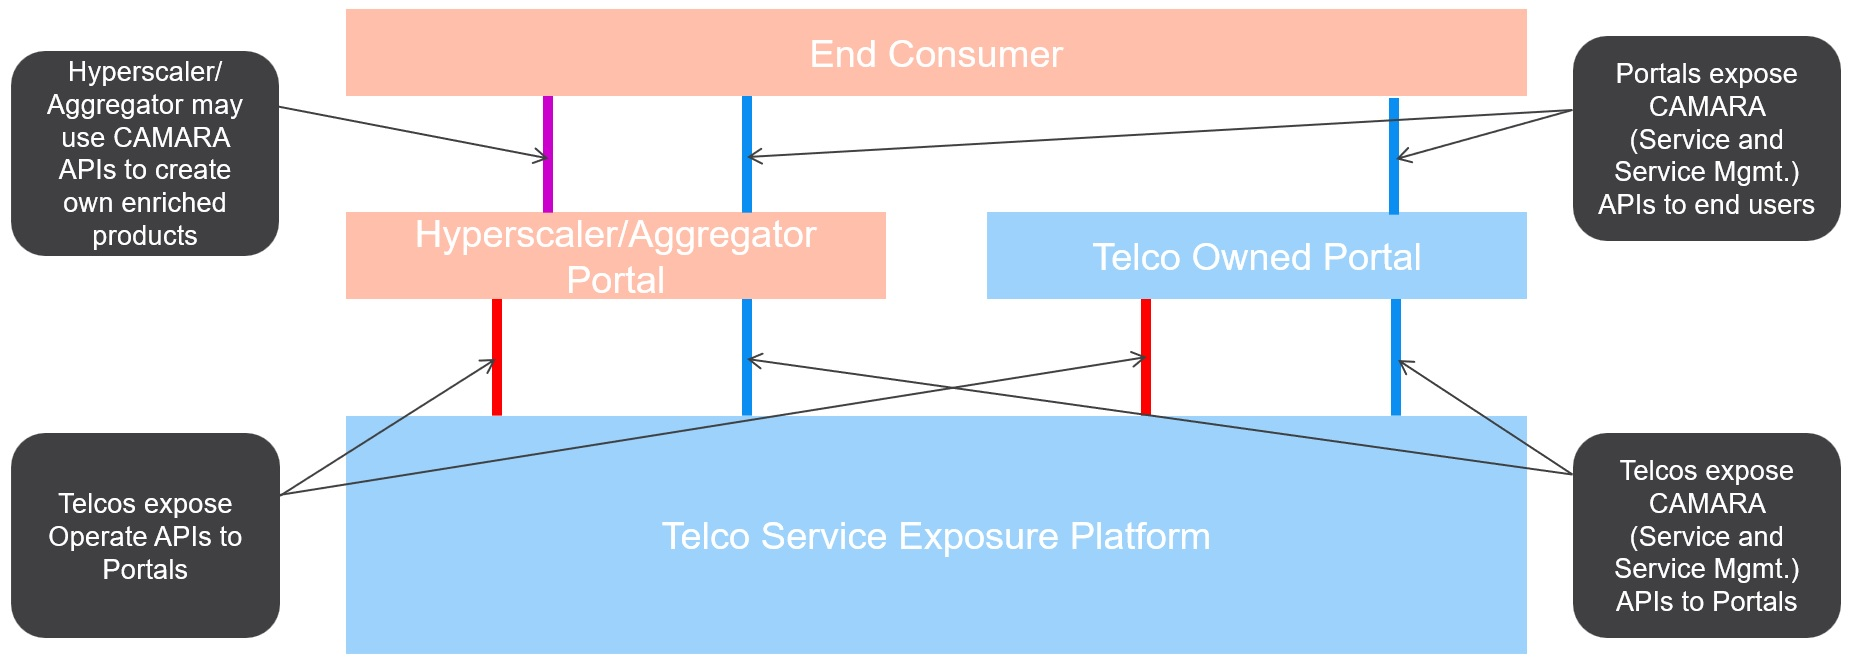 End Consumer
Hyperscaler/
Aggregator may
use CAMARA
APIs to create
own enriched
products
Portals expose
CAMARA
(Service and
Service Mgmt.)
APIs to end users
Hyperscaler/Aggregator
Portal
Telco Owned Portal
Telcos expose
Operate APIs to
Portals
Telco Service Exposure Platform
Telcos expose
CAMARA
(Service and
Service Mgmt.)
APIs to Portals